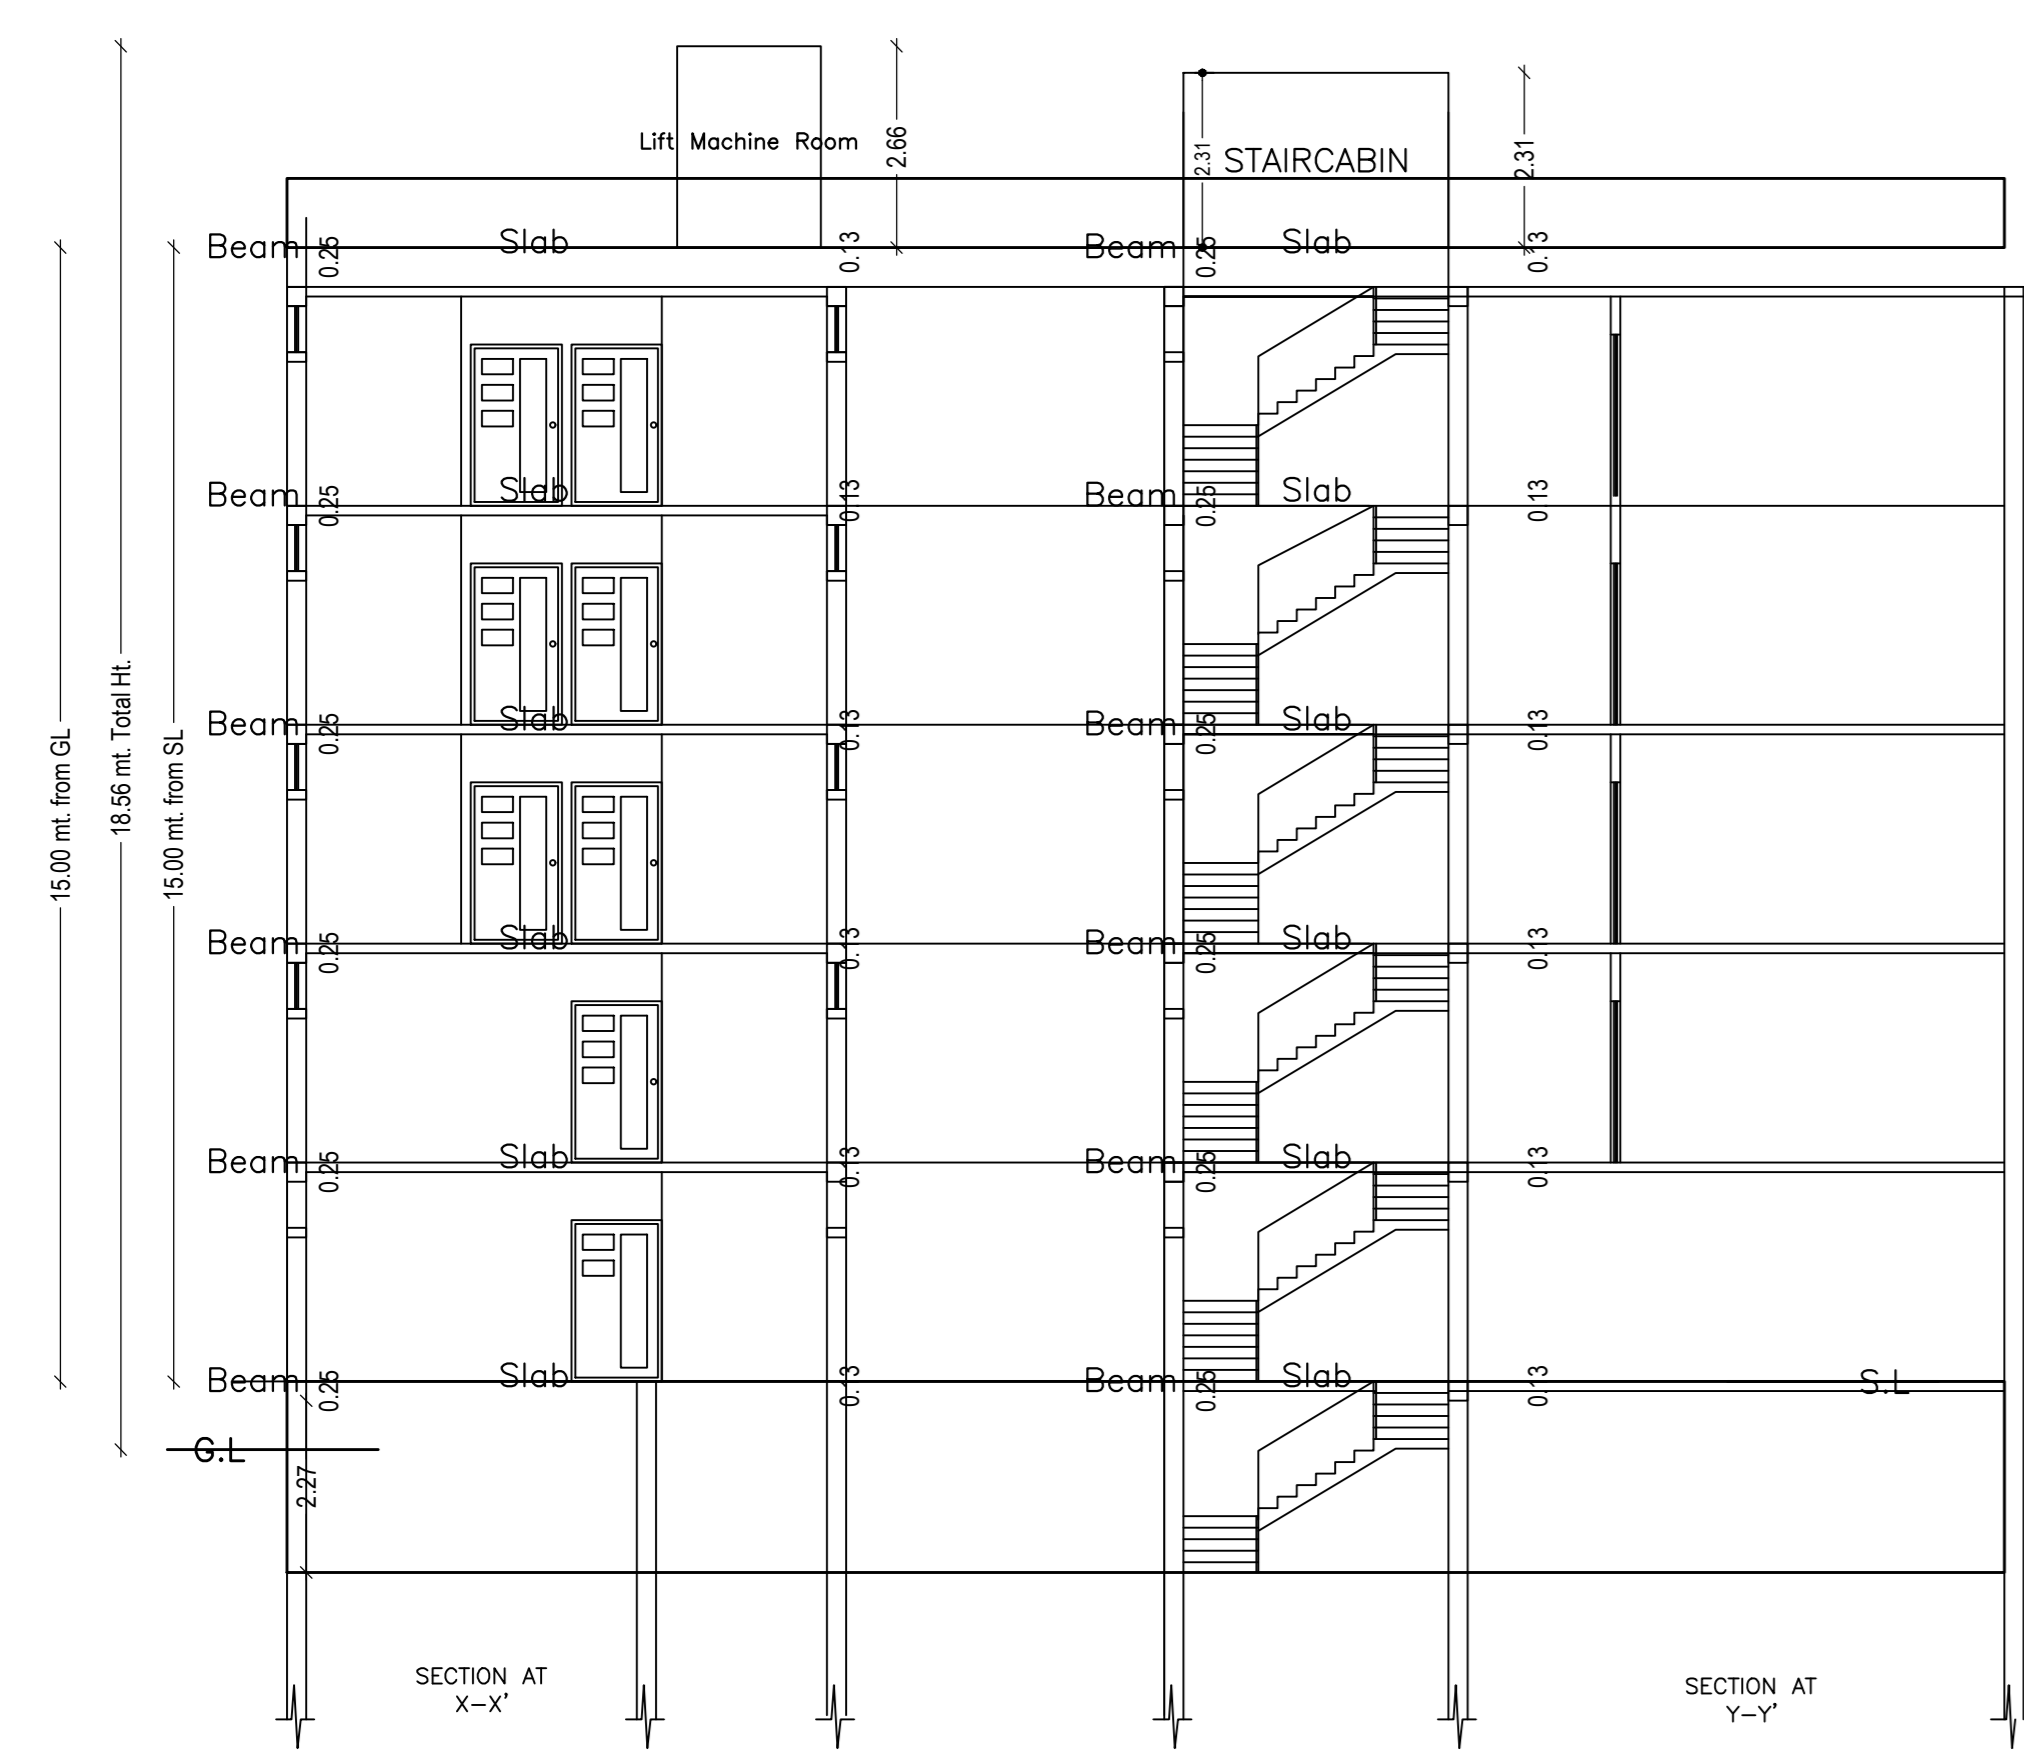 Lift Machine Room
2.66
2.31
STAIRCABIN
2.31
Beam 0.25 Slab 0.13 Beam 0.25 Slab 0.13
Beam 0.25 Slab 0.13 Beam 0.25 Slab 0.13
15.00 mt. from GL
18.56 mt. Total Ht.
15.00 mt. from SL
Beam 0.25 Slab 0.13 Beam 0.25 Slab 0.13
Beam 0.25 Slab 0.13 Beam 0.25 Slab 0.13
Beam 0.25 Slab 0.13 Beam 0.25 Slab 0.13
Beam 0.25 Slab 0.13 Beam 0.25 Slab 0.13 S.L
G.L
2.27
SECTION AT
X-X'
SECTION AT
Y-Y'